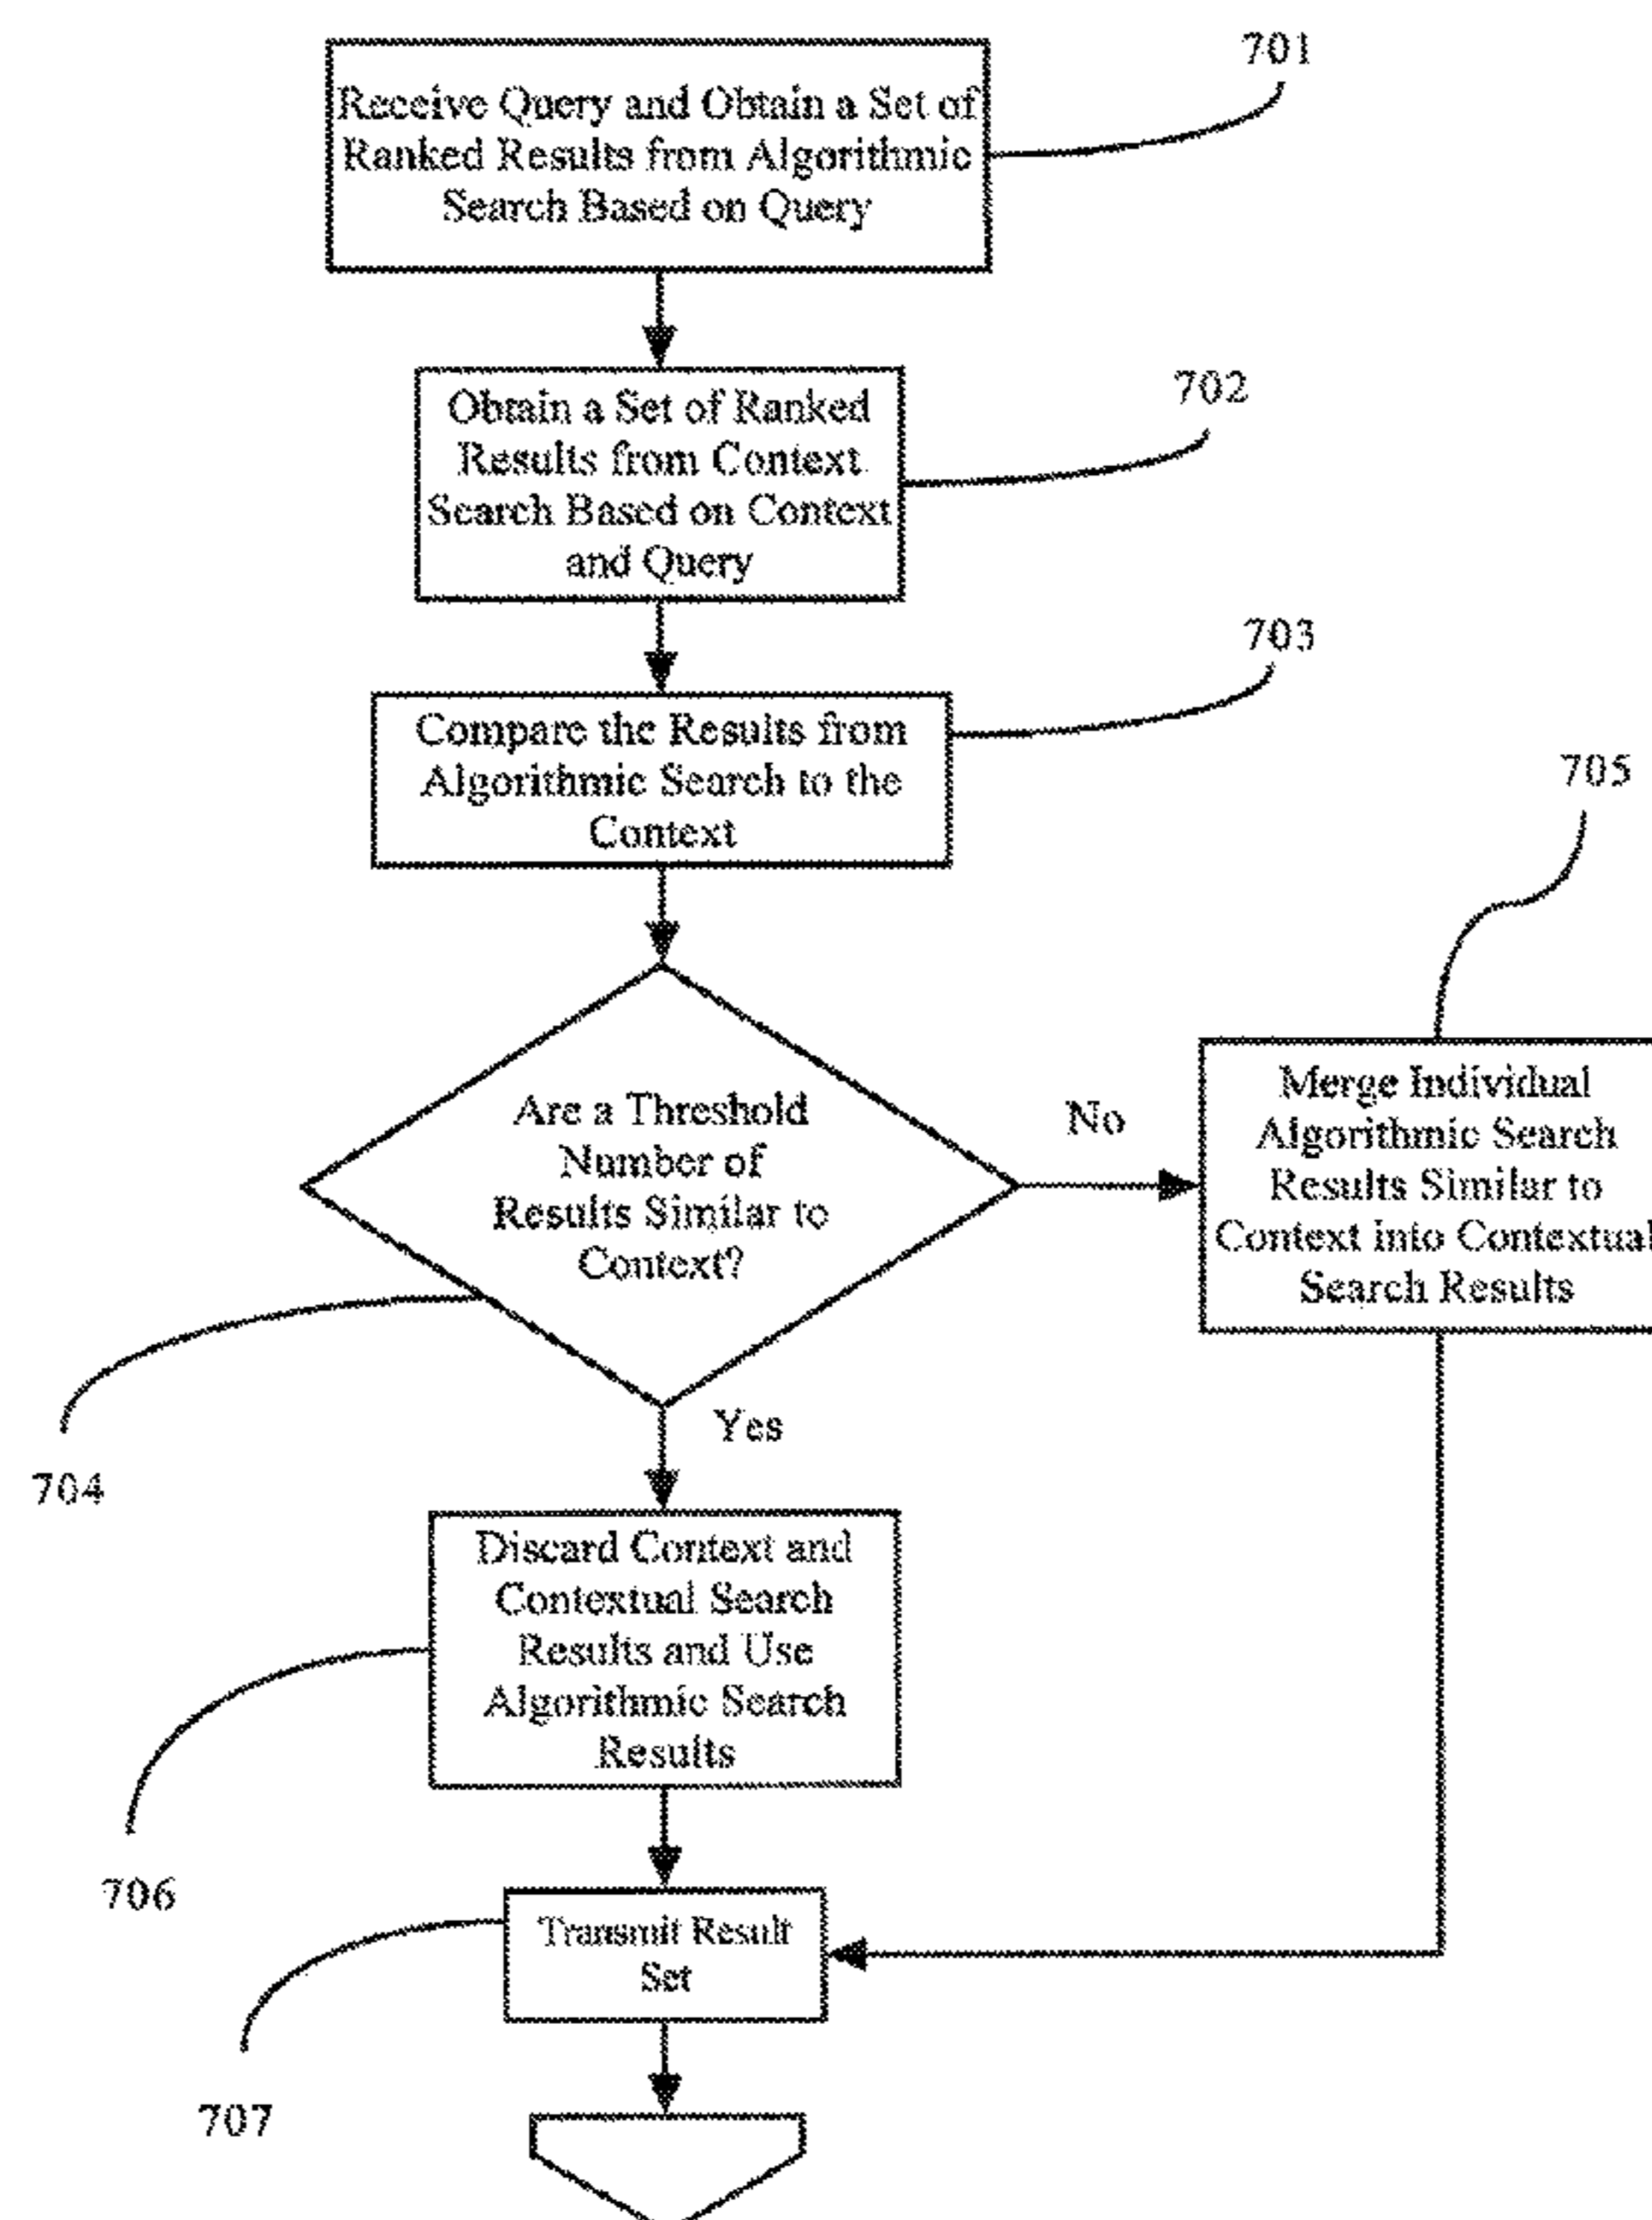 701
Receive Query and Obtain a Set of
Ranked Results from Algorithmic
Search Based on Query
702
Obtain a Set of Ranked
Results from Context
Search Based on Context
and Query
703
Compare the Results from
Algorithmic Search to the
Context
705
Are a Threshold
Number of
Results Similar to
Context?
No
Merge Individual
Algorithmic Search
Results Similar to
Context into Contextual
Search Results
Yes
704
Discard Context and
Contextual Search
Results and Use
Algorithmic Search
Results
706
Transmit Result
Set
707